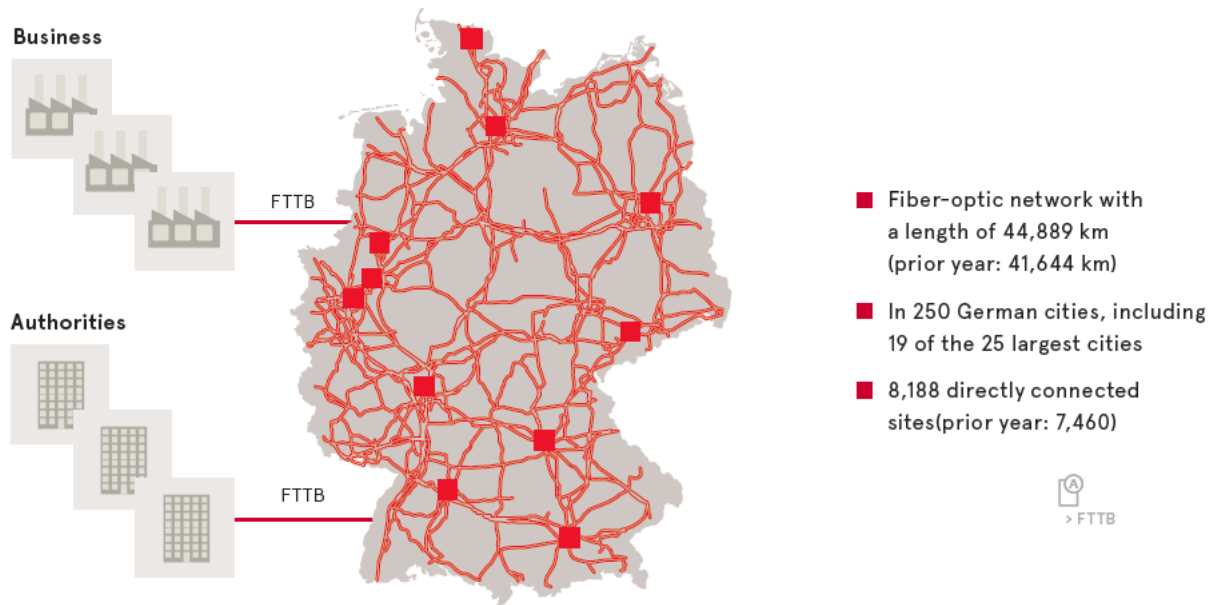 Business
FTTB
Authorities
FTTB
Fiber-optic network with
a length of 44,889 km
(prior year: 41,644 km)
In 250 German cities, including
19 of the 25 largest cities
8,188 directly connected
sites(prior year: 7,460)
A
> FTTB